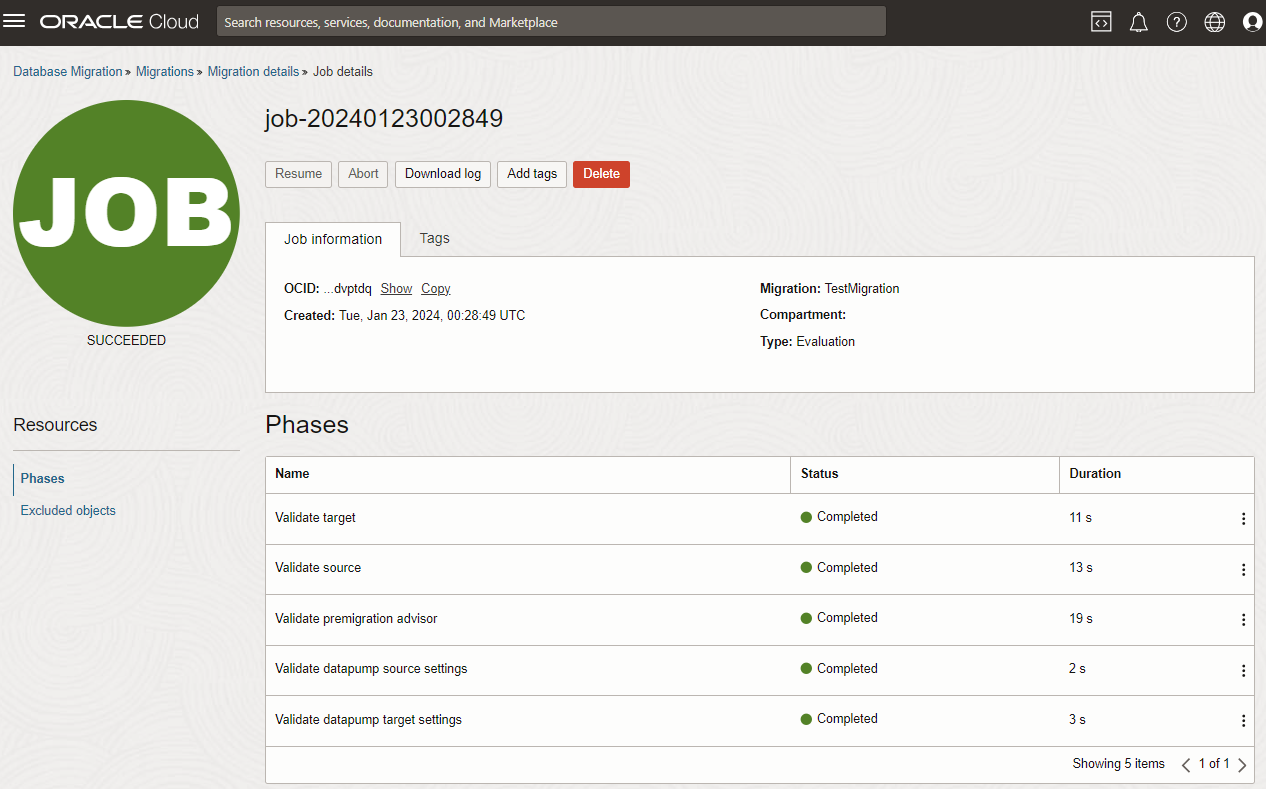 ORACLE Cloud
Search resources, services, documentation, and Marketplace
Database Migration » Migrations » Migration details » Job details
JOB
SUCCEEDED
job-20240123002849
Resume Abort Download log Add tags Delete
Job information Tags
OCID: ...dvptdq Show Copy
Created: Tue, Jan 23, 2024, 00:28:49 UTC
Migration: TestMigration
Compartment:
Type: Evaluation
Resources
Phases
Excluded objects
Phases
Name Status Duration
Validate target Completed 11 s
Validate source Completed 13 s
Validate premigration advisor Completed 19 s
Validate datapump source settings Completed 2 s
Validate datapump target settings Completed 3 s
Showing 5 items 1 of 1